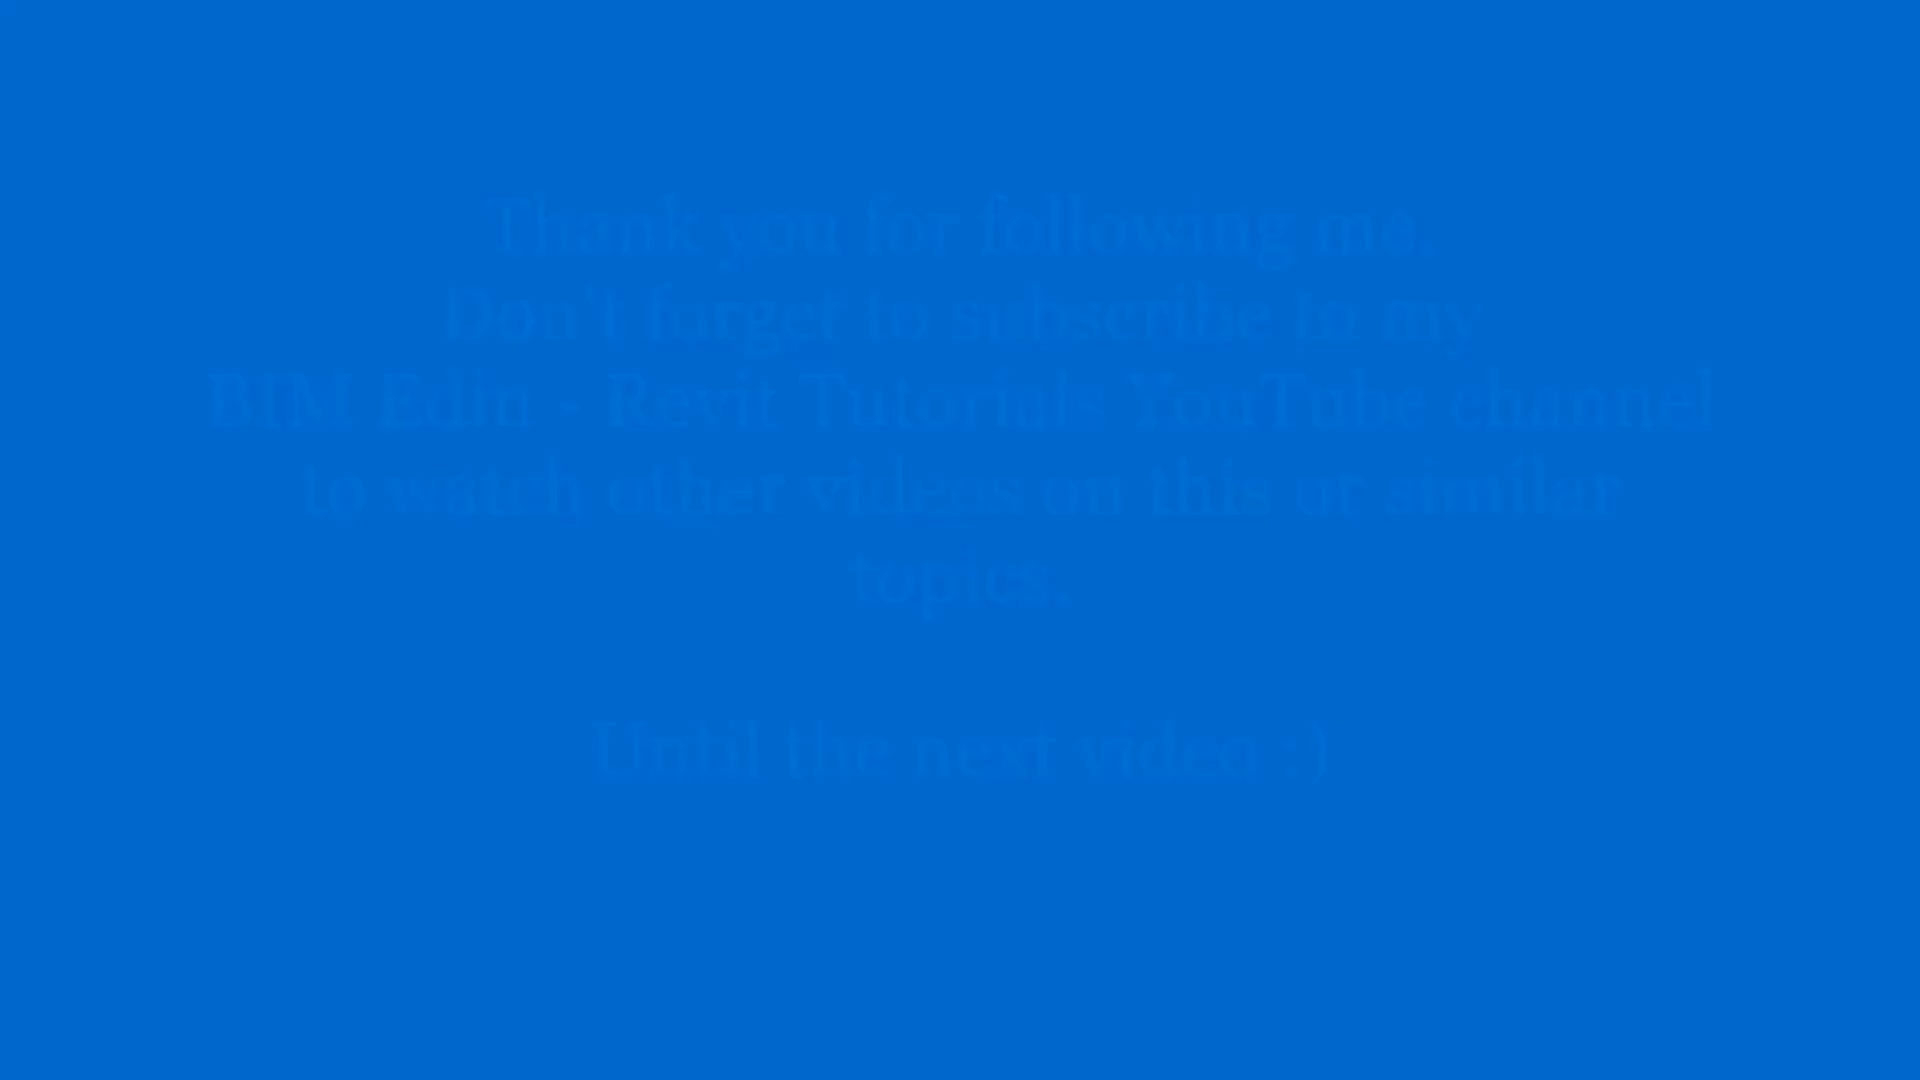 Thank you for following me.
Don't forget to subscribe to my
BIM Edin - Revit Tutorials YouTube channel
to watch other videos on this or similar
topics.
Until the next video :)